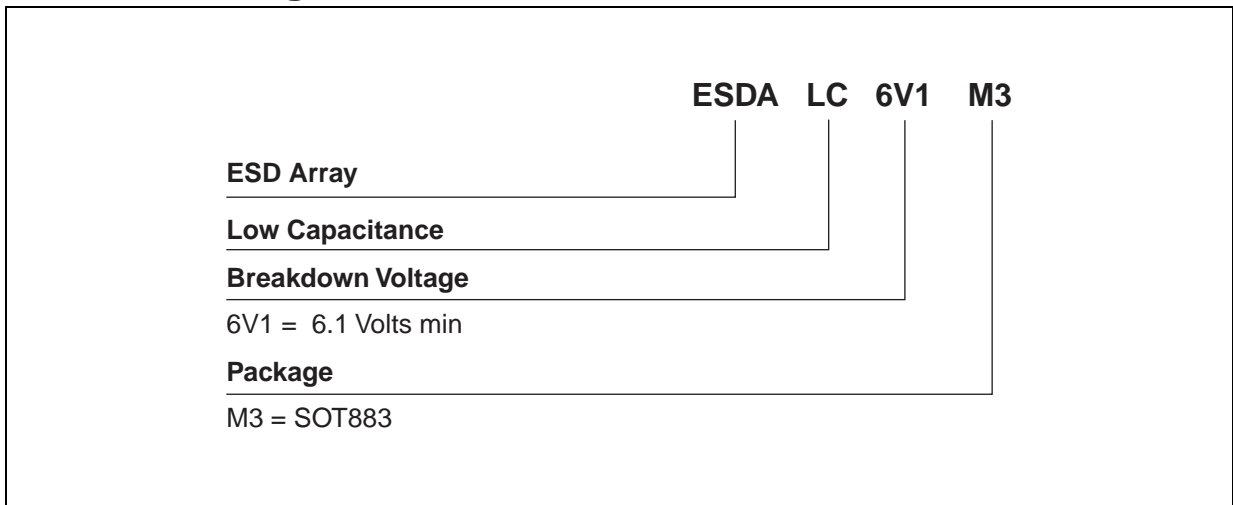 ESDA LC 6V1 M3
ESD Array
Low Capacitance
Breakdown Voltage
6V1 = 6.1 Volts min
Package
M3 = SOT883